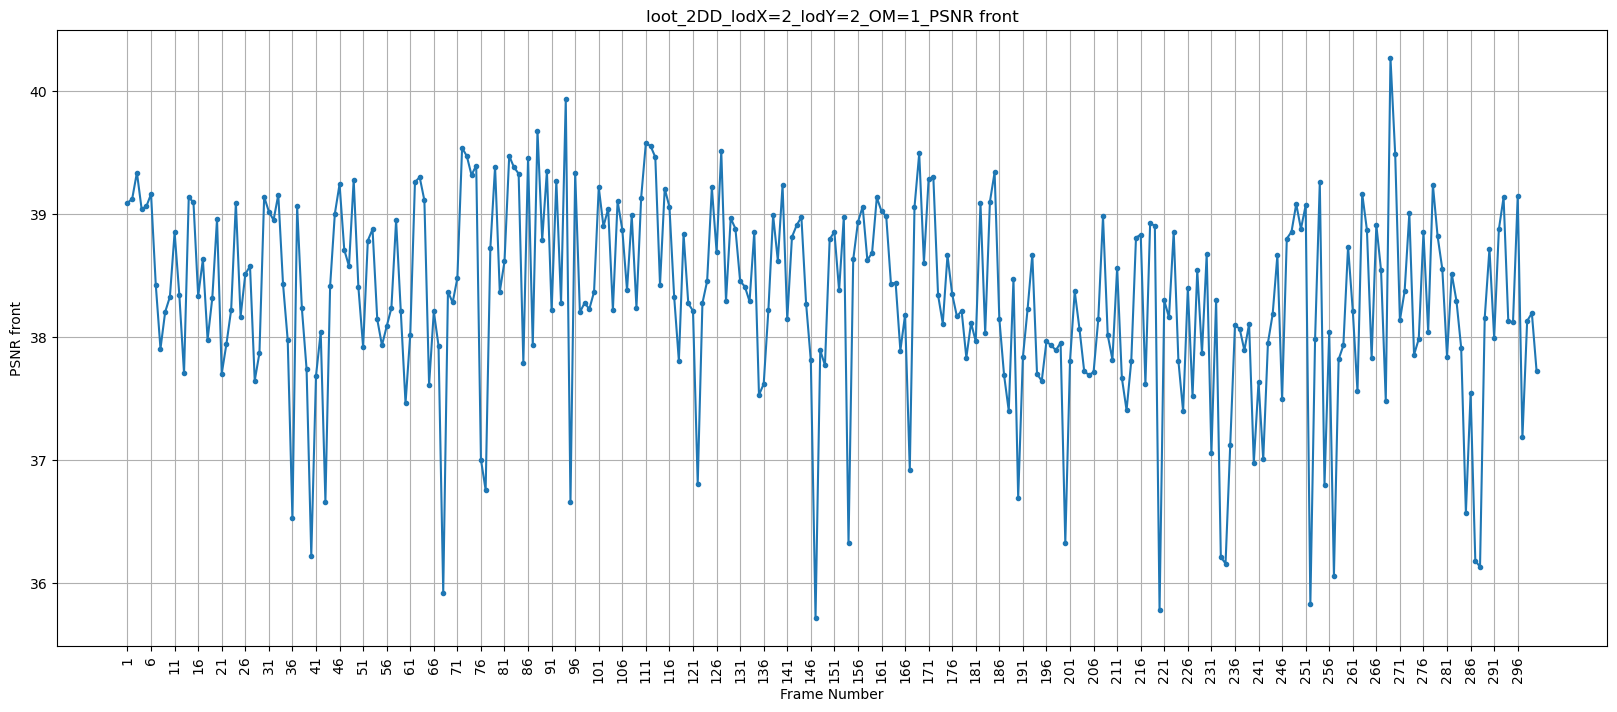 loot_2DD_lodX=2_lodY=2_OM=1_PSNR front
PSNR front
40
39
38
37
36
1 6 11 16 21 26 31 36 41 46 51 56 61 66 71 76 81 86 91 96 101 106 111 116 121 126 131 136 141 146 151 156 161 166 171 176 181 186 191 196 201 206 211 216 221 226 231 236 241 246 251 256 261 266 271 276 281 286 291 296
Frame Number